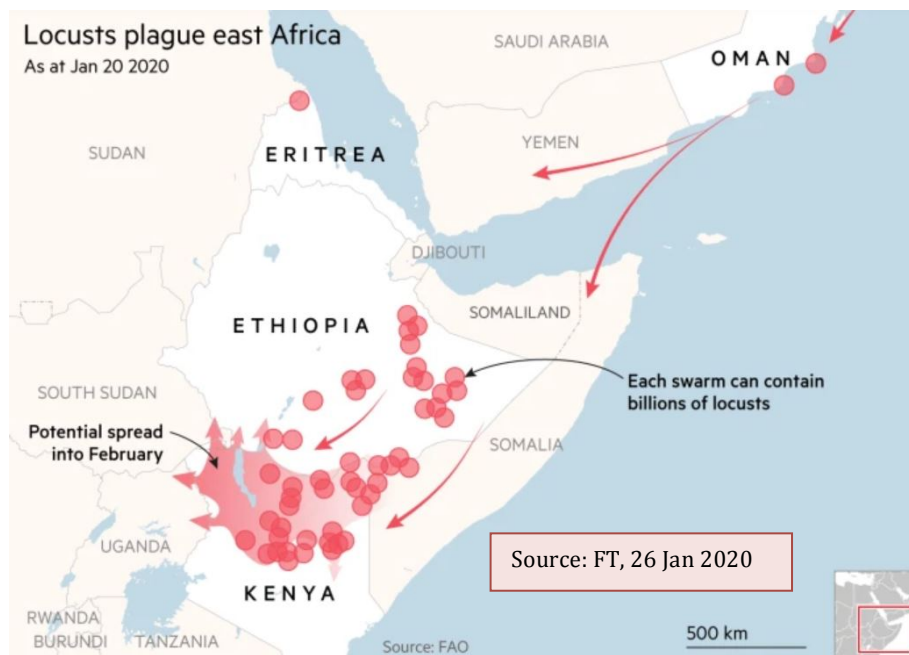 Locusts plague east Africa
As at Jan 20 2020
SAUDI ARABIA
OMAN
YEMEN
SUDAN
ERITREA
DJIBOUTI
SOMALILAND
ETHIOPIA
Each swarm can contain
billions of locusts
SOUTH SUDAN
Potential spread
into February
SOMALIA
UGANDA
Source: FT, 26 Jan 2020
KENYA
RWANDA
BURUNDI
TANZANIA
Source: FAO
500 km